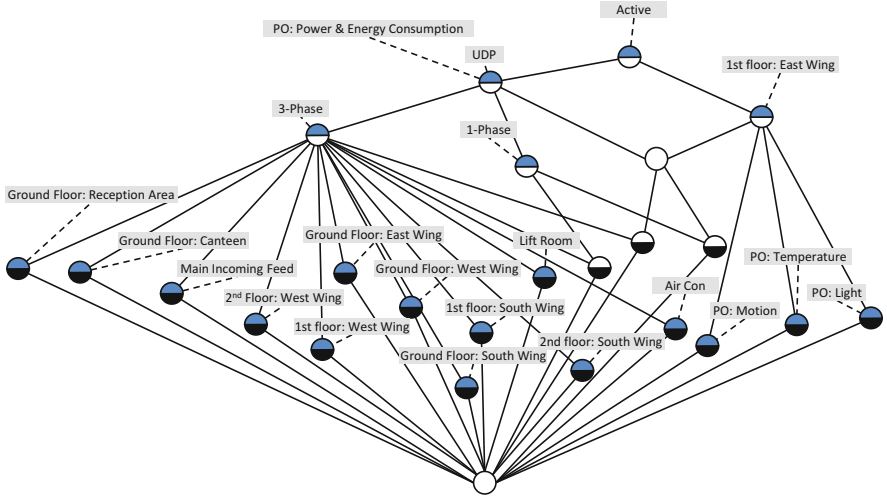 Active
PO: Power & Energy Consumption
UDP
1st floor: East Wing
3-Phase
1-Phase
Ground Floor: Reception Area
Ground Floor: Canteen
Ground Floor: East Wing
Lift Room
Main Incoming Feed
Ground Floor: West Wing
PO: Temperature
2nd Floor: West Wing
Air Con
PO: Light
1st floor: South Wing
PO: Motion
1st floor: West Wing
2nd floor: South Wing
Ground Floor: South Wing